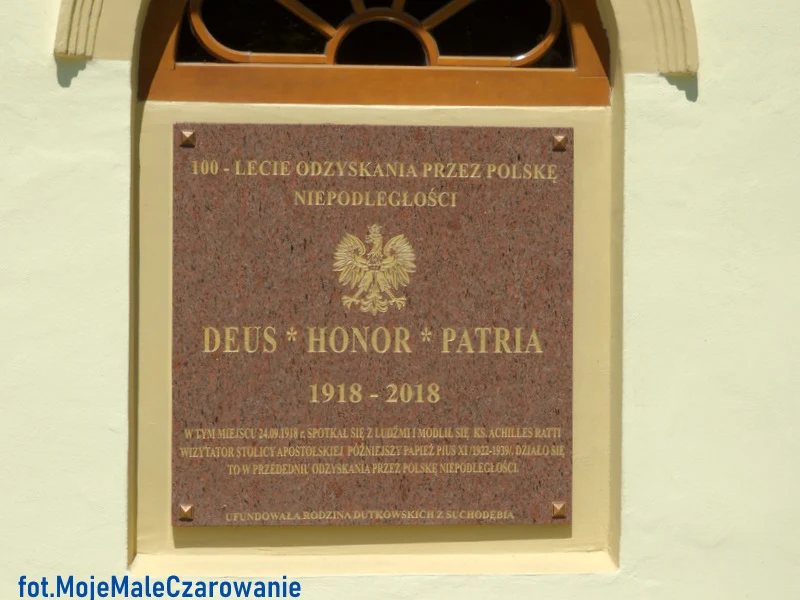 100 - LECIE ODZYSKANIA PRZEZ POLSKĘ
NIEPODLEGŁOŚCI
DEUS * HONOR * PATRIA
1918 - 2018
W TYM MIEJSCU 24.09.1918 r. SPOTKAŁ SIĘ Z LUDŹMI I MODLIŁ SIĘ KS. ACHILLES RATTI
WIZYTATOR STOLICY APOSTOLSKIEJ PÓŹNIEJSZY PAPIEŻ PIUS XI /1922-1939/. DZIAŁO SIĘ
TO W PRZEDEDNIU ODZYSKANIA PRZEZ POLSKĘ NIEPODLEGŁOŚCI.
UFUNDOWAŁA RODZINA DUTKOWSKICH Z SUCHODĘBIA
fot.MojeMałeCzarowanie